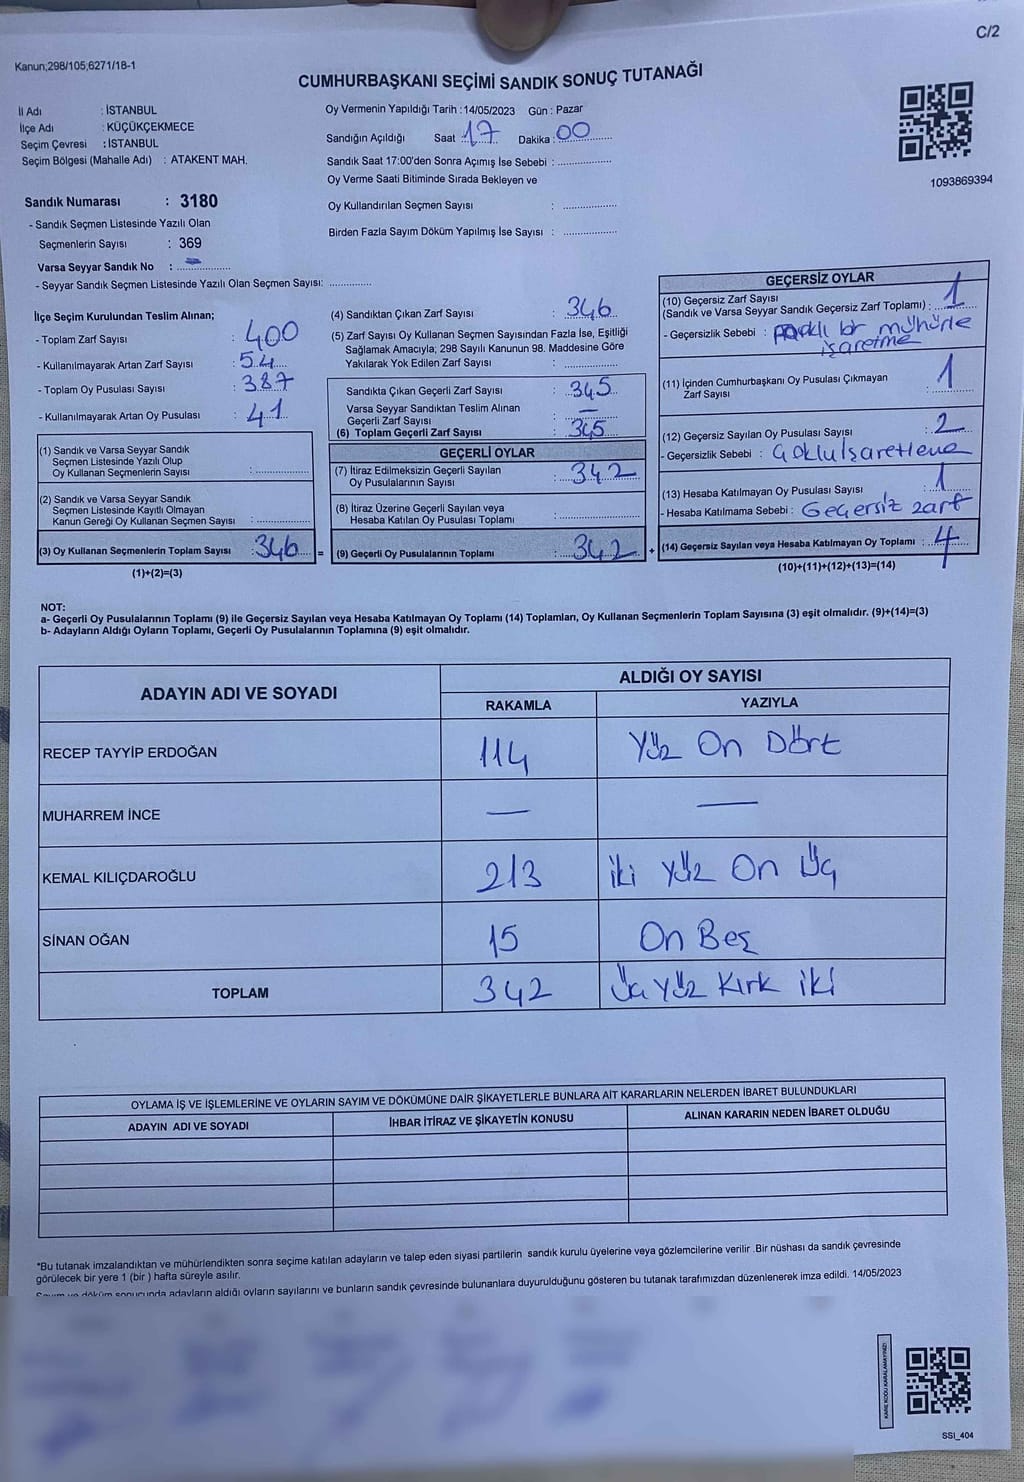 C/2
Kanun;298/105;6271/18-1
CUMHURBAŞKANI SEÇİMİ SANDIK SONUÇ TUTANAĞI
İl Adı : İSTANBUL
İlçe Adı : KÜÇÜKÇEKMECE
Seçim Çevresi : İSTANBUL
Seçim Bölgesi (Mahalle Adı) : ATAKENT MAH.
Oy Vermenin Yapıldığı Tarih :14/05/2023 Gün : Pazar
Sandığın Açıldığı Saat 17 Dakika : 00
Sandık Saat 17:00'den Sonra Açımış İse Sebebi : ..............
Oy Verme Saati Bitiminde Sırada Bekleyen ve
Oy Kullandırılan Seçmen Sayısı : ..............
Birden Fazla Sayım Döküm Yapılmış İse Sayısı : ..............
1093869394
Sandık Numarası : 3180
- Sandık Seçmen Listesinde Yazılı Olan
Seçmenlerin Sayısı : 369
Varsa Seyyar Sandık No : –
- Seyyar Sandık Seçmen Listesinde Yazılı Olan Seçmen Sayısı: ...........
İlçe Seçim Kurulundan Teslim Alınan;
- Toplam Zarf Sayısı : 400
- Kullanılmayarak Artan Zarf Sayısı : 54
- Toplam Oy Pusulası Sayısı : 387
- Kullanılmayarak Artan Oy Pusulası : 41
(1) Sandık ve Varsa Seyyar Sandık
Seçmen Listesinde Yazılı Olup
Oy Kullanan Seçmenlerin Sayısı : ..............
(2) Sandık ve Varsa Seyyar Sandık
Seçmen Listesinde Kayıtlı Olmayan
Kanun Gereği Oy Kullanan Seçmen Sayısı : ..............
(3) Oy Kullanan Seçmenlerin Toplam Sayısı : 346 =
(1)+(2)=(3)
(4) Sandıktan Çıkan Zarf Sayısı : 346
(5) Zarf Sayısı Oy Kullanan Seçmen Sayısından Fazla İse, Eşitliği
Sağlamak Amacıyla; 298 Sayılı Kanunun 98. Maddesine Göre
Yakılarak Yok Edilen Zarf Sayısı : ..............
Sandıkta Çıkan Geçerli Zarf Sayısı : 345
Varsa Seyyar Sandıktan Teslim Alınan
Geçerli Zarf Sayısı : —
(6) Toplam Geçerli Zarf Sayısı : 345
GEÇERLİ OYLAR
(7) İtiraz Edilmeksizin Geçerli Sayılan
Oy Pusulalarının Sayısı : 342
(8) İtiraz Üzerine Geçerli Sayılan veya
Hesaba Katılan Oy Pusulası Toplamı : ..............
(9) Geçerli Oy Pusulalarının Toplamı : 342 +
GEÇERSİZ OYLAR
(10) Geçersiz Zarf Sayısı
(Sandık ve Varsa Seyyar Sandık Geçersiz Zarf Toplamı) : 1
- Geçersizlik Sebebi : Farklı bir mühürle
işaretme
(11) İçinden Cumhurbaşkanı Oy Pusulası Çıkmayan
Zarf Sayısı : 1
(12) Geçersiz Sayılan Oy Pusulası Sayısı : 2
- Geçersizlik Sebebi : Çoklu İşaretleme
(13) Hesaba Katılmayan Oy Pusulası Sayısı : 1
- Hesaba Katılmama Sebebi : Geçersiz zarf
(14) Geçersiz Sayılan veya Hesaba Katılmayan Oy Toplamı : 4
(10)+(11)+(12)+(13)=(14)
NOT:
a- Geçerli Oy Pusulalarının Toplamı (9) ile Geçersiz Sayılan veya Hesaba Katılmayan Oy Toplamı (14) Toplamları, Oy Kullanan Seçmenlerin Toplam Sayısına (3) eşit olmalıdır. (9)+(14)=(3)
b- Adayların Aldığı Oyların Toplamı, Geçerli Oy Pusulalarının Toplamına (9) eşit olmalıdır.
ADAYIN ADI VE SOYADI ALDIĞI OY SAYISI
RAKAMLA YAZIYLA
RECEP TAYYİP ERDOĞAN 114 Yüz On Dört
MUHARREM İNCE — —
KEMAL KILIÇDAROĞLU 213 İki Yüz On Üç
SİNAN OĞAN 15 On Beş
TOPLAM 342 Üç Yüz Kırk iki
OYLAMA İŞ VE İŞLEMLERİNE VE OYLARIN SAYIM VE DÖKÜMÜNE DAİR ŞİKAYETLERLE BUNLARA AİT KARARLARIN NELERDEN İBARET BULUNDUKLARI
ADAYIN ADI VE SOYADI İHBAR İTİRAZ VE ŞİKAYETİN KONUSU ALINAN KARARIN NEDEN İBARET OLDUĞU
*Bu tutanak imzalandıktan ve mühürlendikten sonra seçime katılan adayların ve talep eden siyasi partilerin sandık kurulu üyelerine veya gözlemcilerine verilir .Bir nüshası da sandık çevresinde
görülecek bir yere 1 (bir ) hafta süreyle asılır.
Sayım ve döküm sonucunda adayların aldığı oyların sayılarını ve bunların sandık çevresinde bulunanlara duyurulduğunu gösteren bu tutanak tarafımızdan düzenlenerek imza edildi. 14/05/2023
KARE KODU KARALAMAYINIZ!
SSI_404